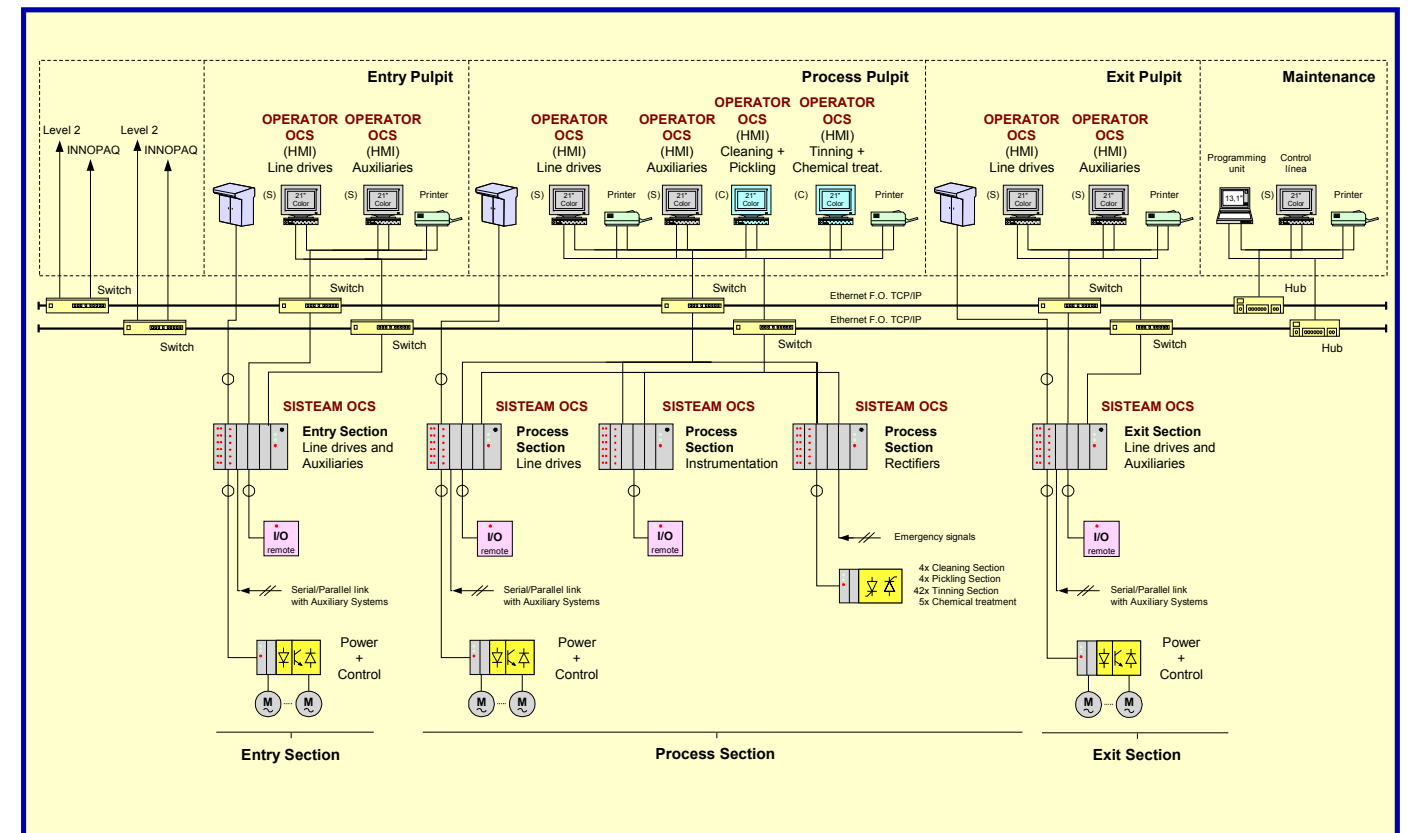 Entry Pulpit
Process Pulpit
Exit Pulpit
Maintenance
Level 2
INNOPAQ
Level 2
INNOPAQ
OPERATOR
OCS
(HMI)
Line drives
OPERATOR
OCS
(HMI)
Auxiliaries
(S)
21"
Color
(S)
21"
Color
Printer
OPERATOR
OCS
(HMI)
Line drives
OPERATOR
OCS
(HMI)
Auxiliaries
OPERATOR
OCS
(HMI)
Cleaning +
Pickling
OPERATOR
OCS
(HMI)
Tinning +
Chemical treat.
(S)
21"
Color
Printer
(S)
21"
Color
(C)
21"
Color
(C)
21"
Color
Printer
OPERATOR
OCS
(HMI)
Line drives
OPERATOR
OCS
(HMI)
Auxiliaries
(S)
21"
Color
(S)
21"
Color
Printer
Programming
unit
13,1"
Control
línea
(S)
21"
Color
Printer
Switch
Switch
Switch
Ethernet F.O. TCP/IP
Switch
Hub
Switch
Switch
Switch
Ethernet F.O. TCP/IP
Switch
Hub
SISTEAM OCS
Entry Section
Line drives and
Auxiliaries
SISTEAM OCS
Process
Section
Line drives
SISTEAM OCS
Process
Section
Instrumentation
SISTEAM OCS
Process
Section
Rectifiers
SISTEAM OCS
Exit Section
Line drives and
Auxiliaries
I/O
remote
I/O
remote
I/O
remote
Emergency signals
I/O
remote
Serial/Parallel link
with Auxiliary Systems
Serial/Parallel link
with Auxiliary Systems
4x Cleaning Section
4x Pickling Section
42x Tinning Section
5x Chemical treatment
Serial/Parallel link
with Auxiliary Systems
Power
+
Control
Power
+
Control
Power
+
Control
M
M
M
M
M
M
Entry Section
Process Section
Exit Section